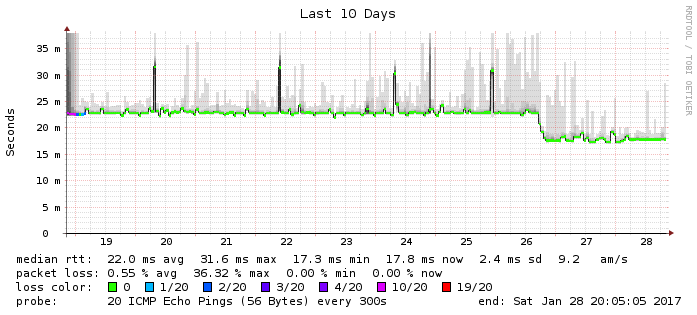 Last 10 Days
RRDTOOL / TOBI OETIKER
Seconds
35 m
30 m
25 m
20 m
15 m
10 m
5 m
0
19 20 21 22 23 24 25 26 27 28
median rtt: 22.0 ms avg 31.6 ms max 17.3 ms min 17.8 ms now 2.4 ms sd 9.2 am/s
packet loss: 0.55 % avg 36.32 % max 0.00 % min 0.00 % now
loss color: 0 1/20 2/20 3/20 4/20 10/20 19/20
probe: 20 ICMP Echo Pings (56 Bytes) every 300s end: Sat Jan 28 20:05:05 2017